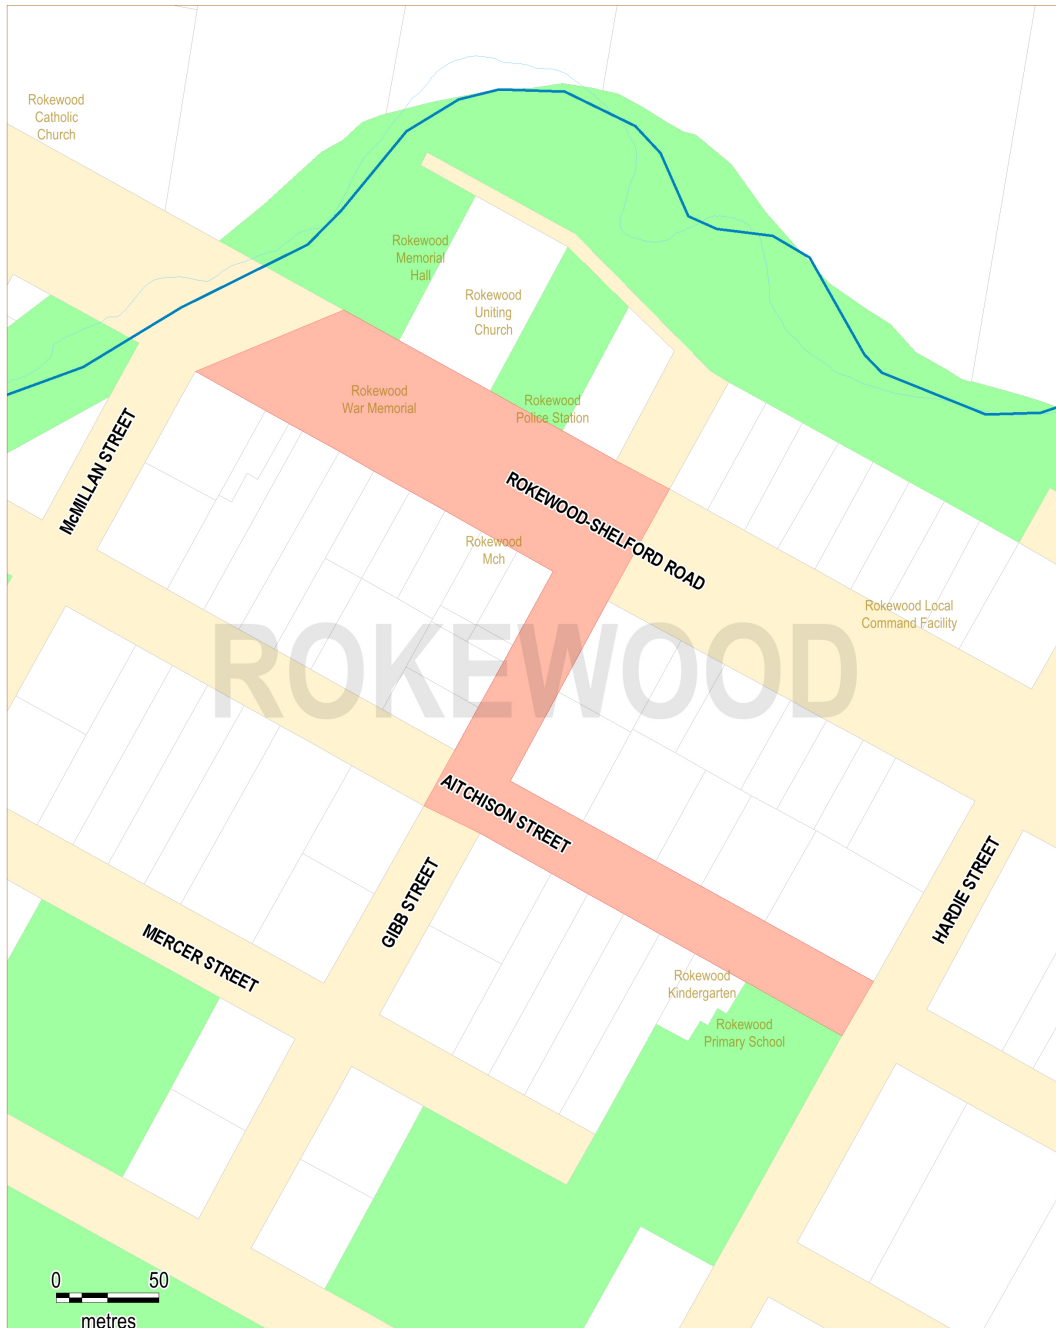 Rokewood
Catholic
Church
Rokewood
Memorial
Hall
Rokewood
Uniting
Church
Rokewood
War Memorial
Rokewood
Police Station
McMILLAN STREET
ROKEWOOD-SHELFORD ROAD
Rokewood
Mch
Rokewood Local
Command Facility
ROKEWOOD
AITCHISON STREET
GIBB STREET
HARDIE STREET
MERCER STREET
Rokewood
Kindergarten
Rokewood
Primary School
0 50
metres